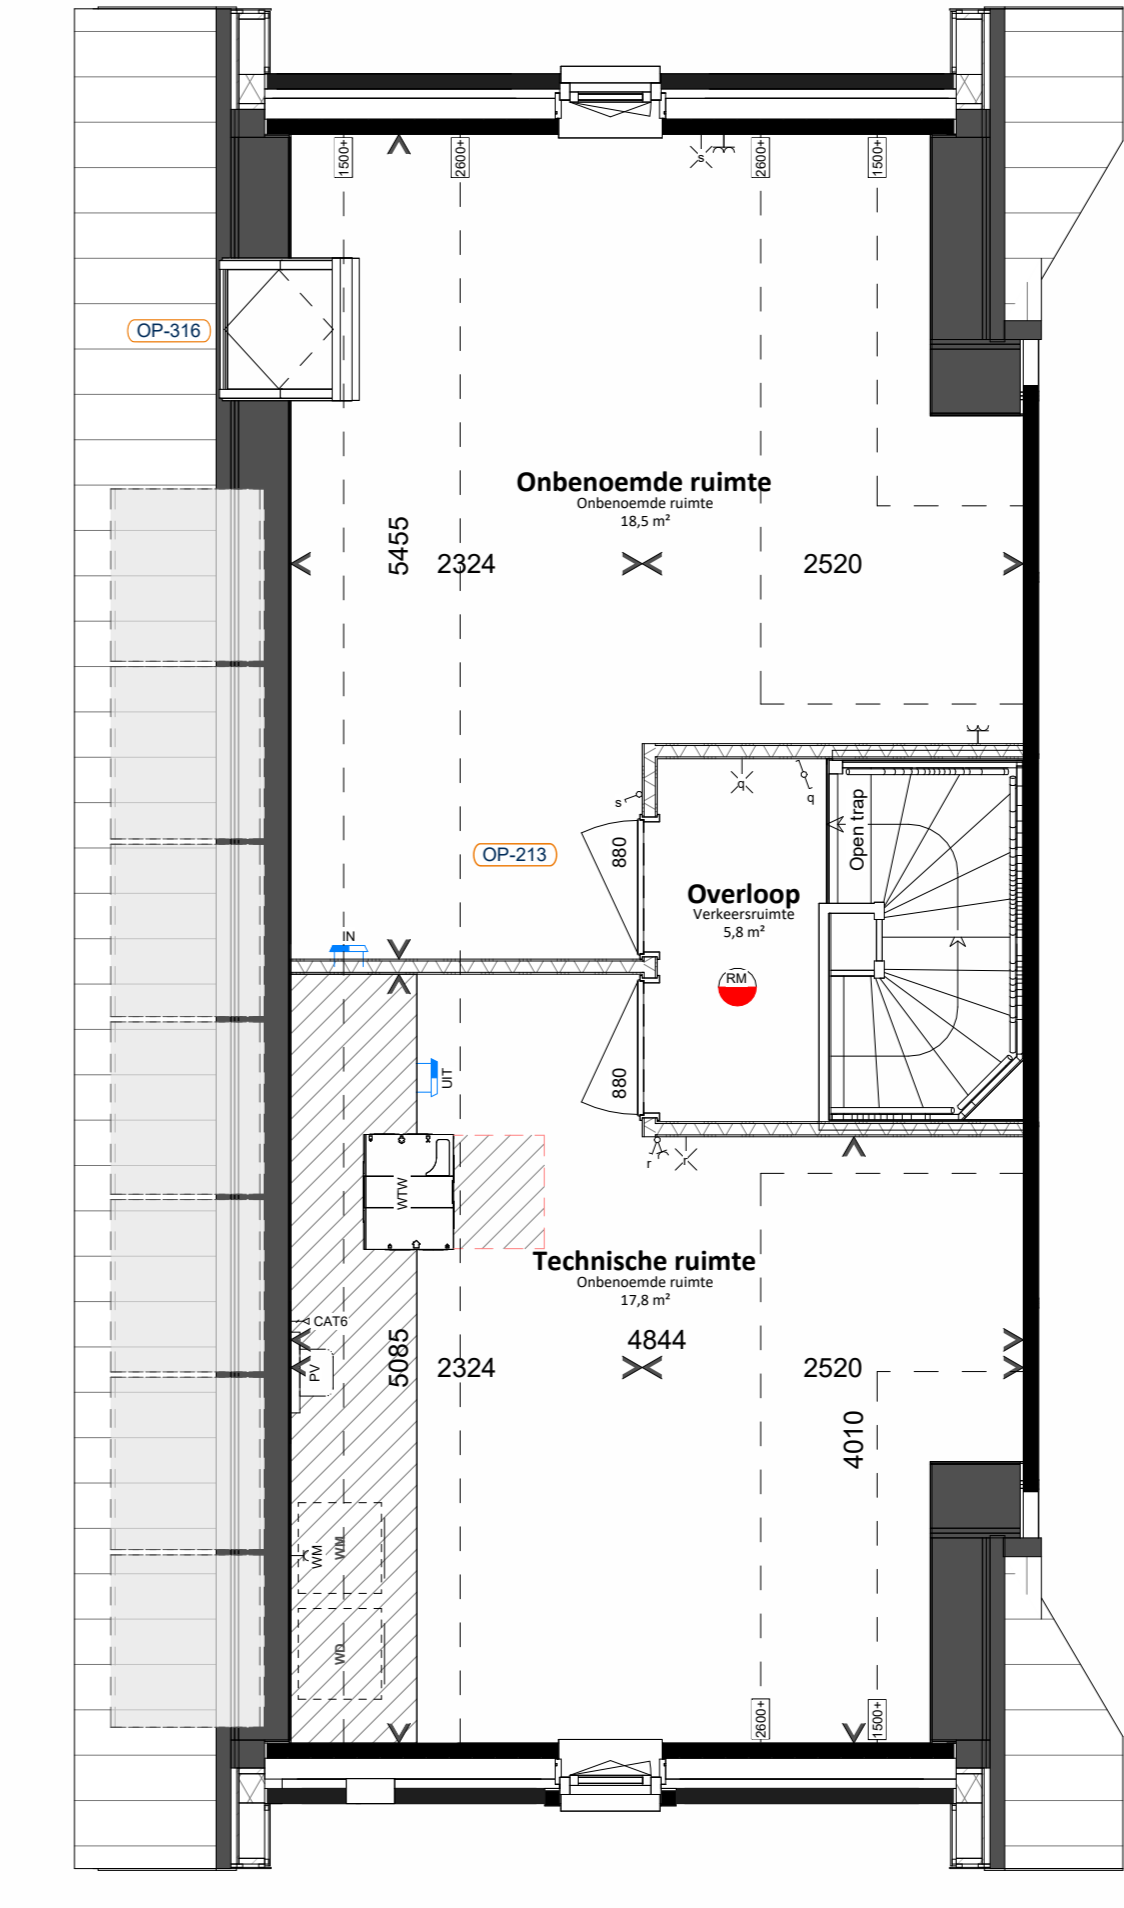 1500+
2600+
s
2600+
1500+
OP-316
Onbenoemde ruimte
Onbenoemde ruimte
18,5 m²
5455
2324
2520
q
s
q
Open trap
880
OP-213
Overloop
Verkeersruimte
5,8 m²
IN
RM
UIT
880
r
r
WTW
Technische ruimte
Onbenoemde ruimte
17,8 m²
CAT6
4844
PV
5085
2324
2520
4010
WM
WM
WD
2600+
1500+